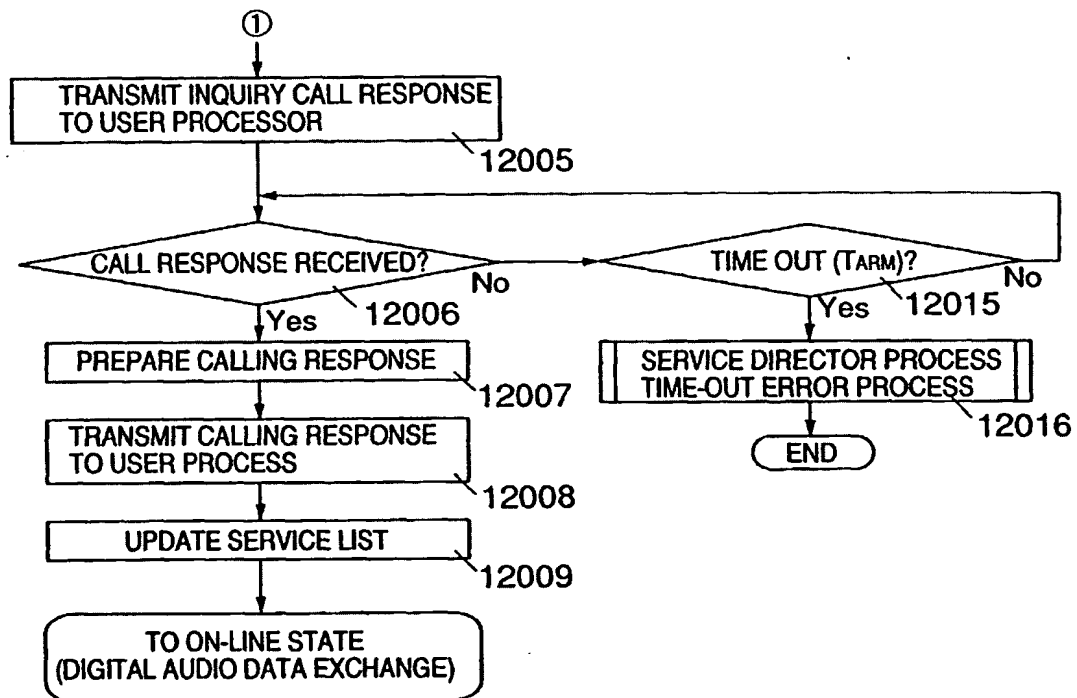 ①
TRANSMIT INQUIRY CALL RESPONSE
TO USER PROCESSOR
12005
CALL RESPONSE RECEIVED?
No
12006
Yes
TIME OUT (TARM)?
No
12015
Yes
PREPARE CALLING RESPONSE
12007
SERVICE DIRECTOR PROCESS
TIME-OUT ERROR PROCESS
12016
END
TRANSMIT CALLING RESPONSE
TO USER PROCESS
12008
UPDATE SERVICE LIST
12009
TO ON-LINE STATE
(DIGITAL AUDIO DATA EXCHANGE)